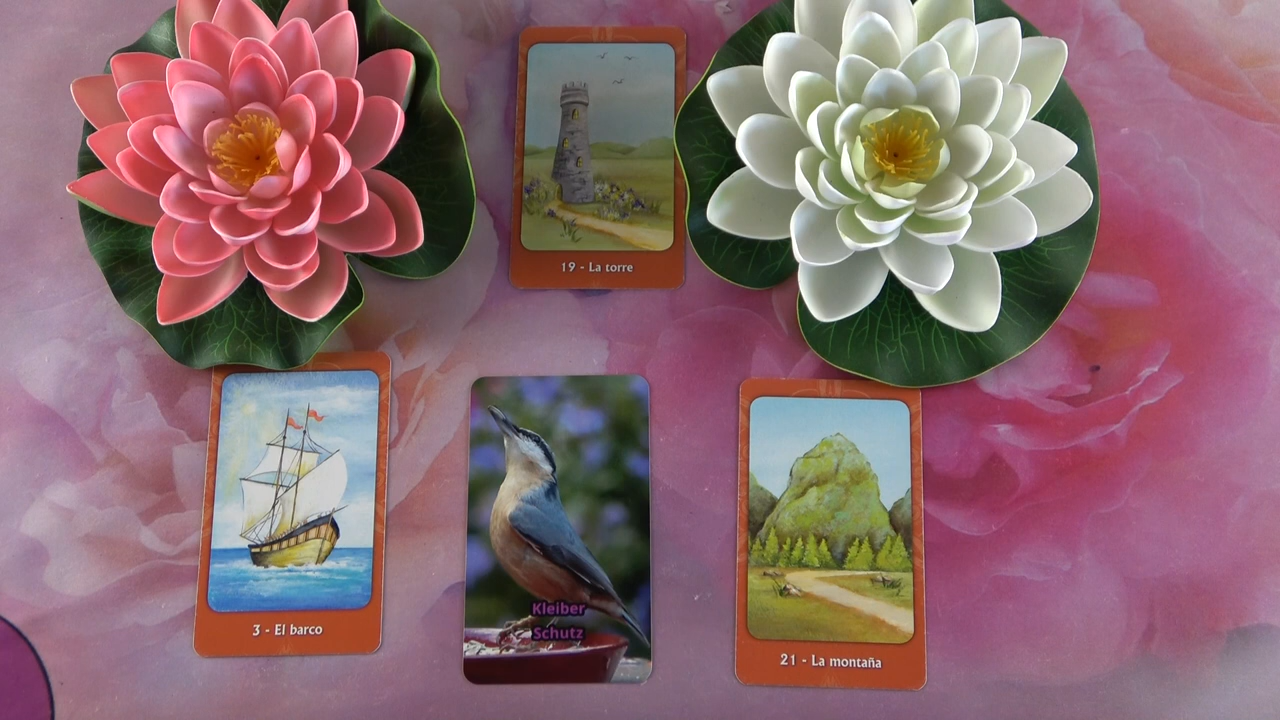 19 - La torre
3 - El barco
Kleiber
Schutz
21 - La montaña